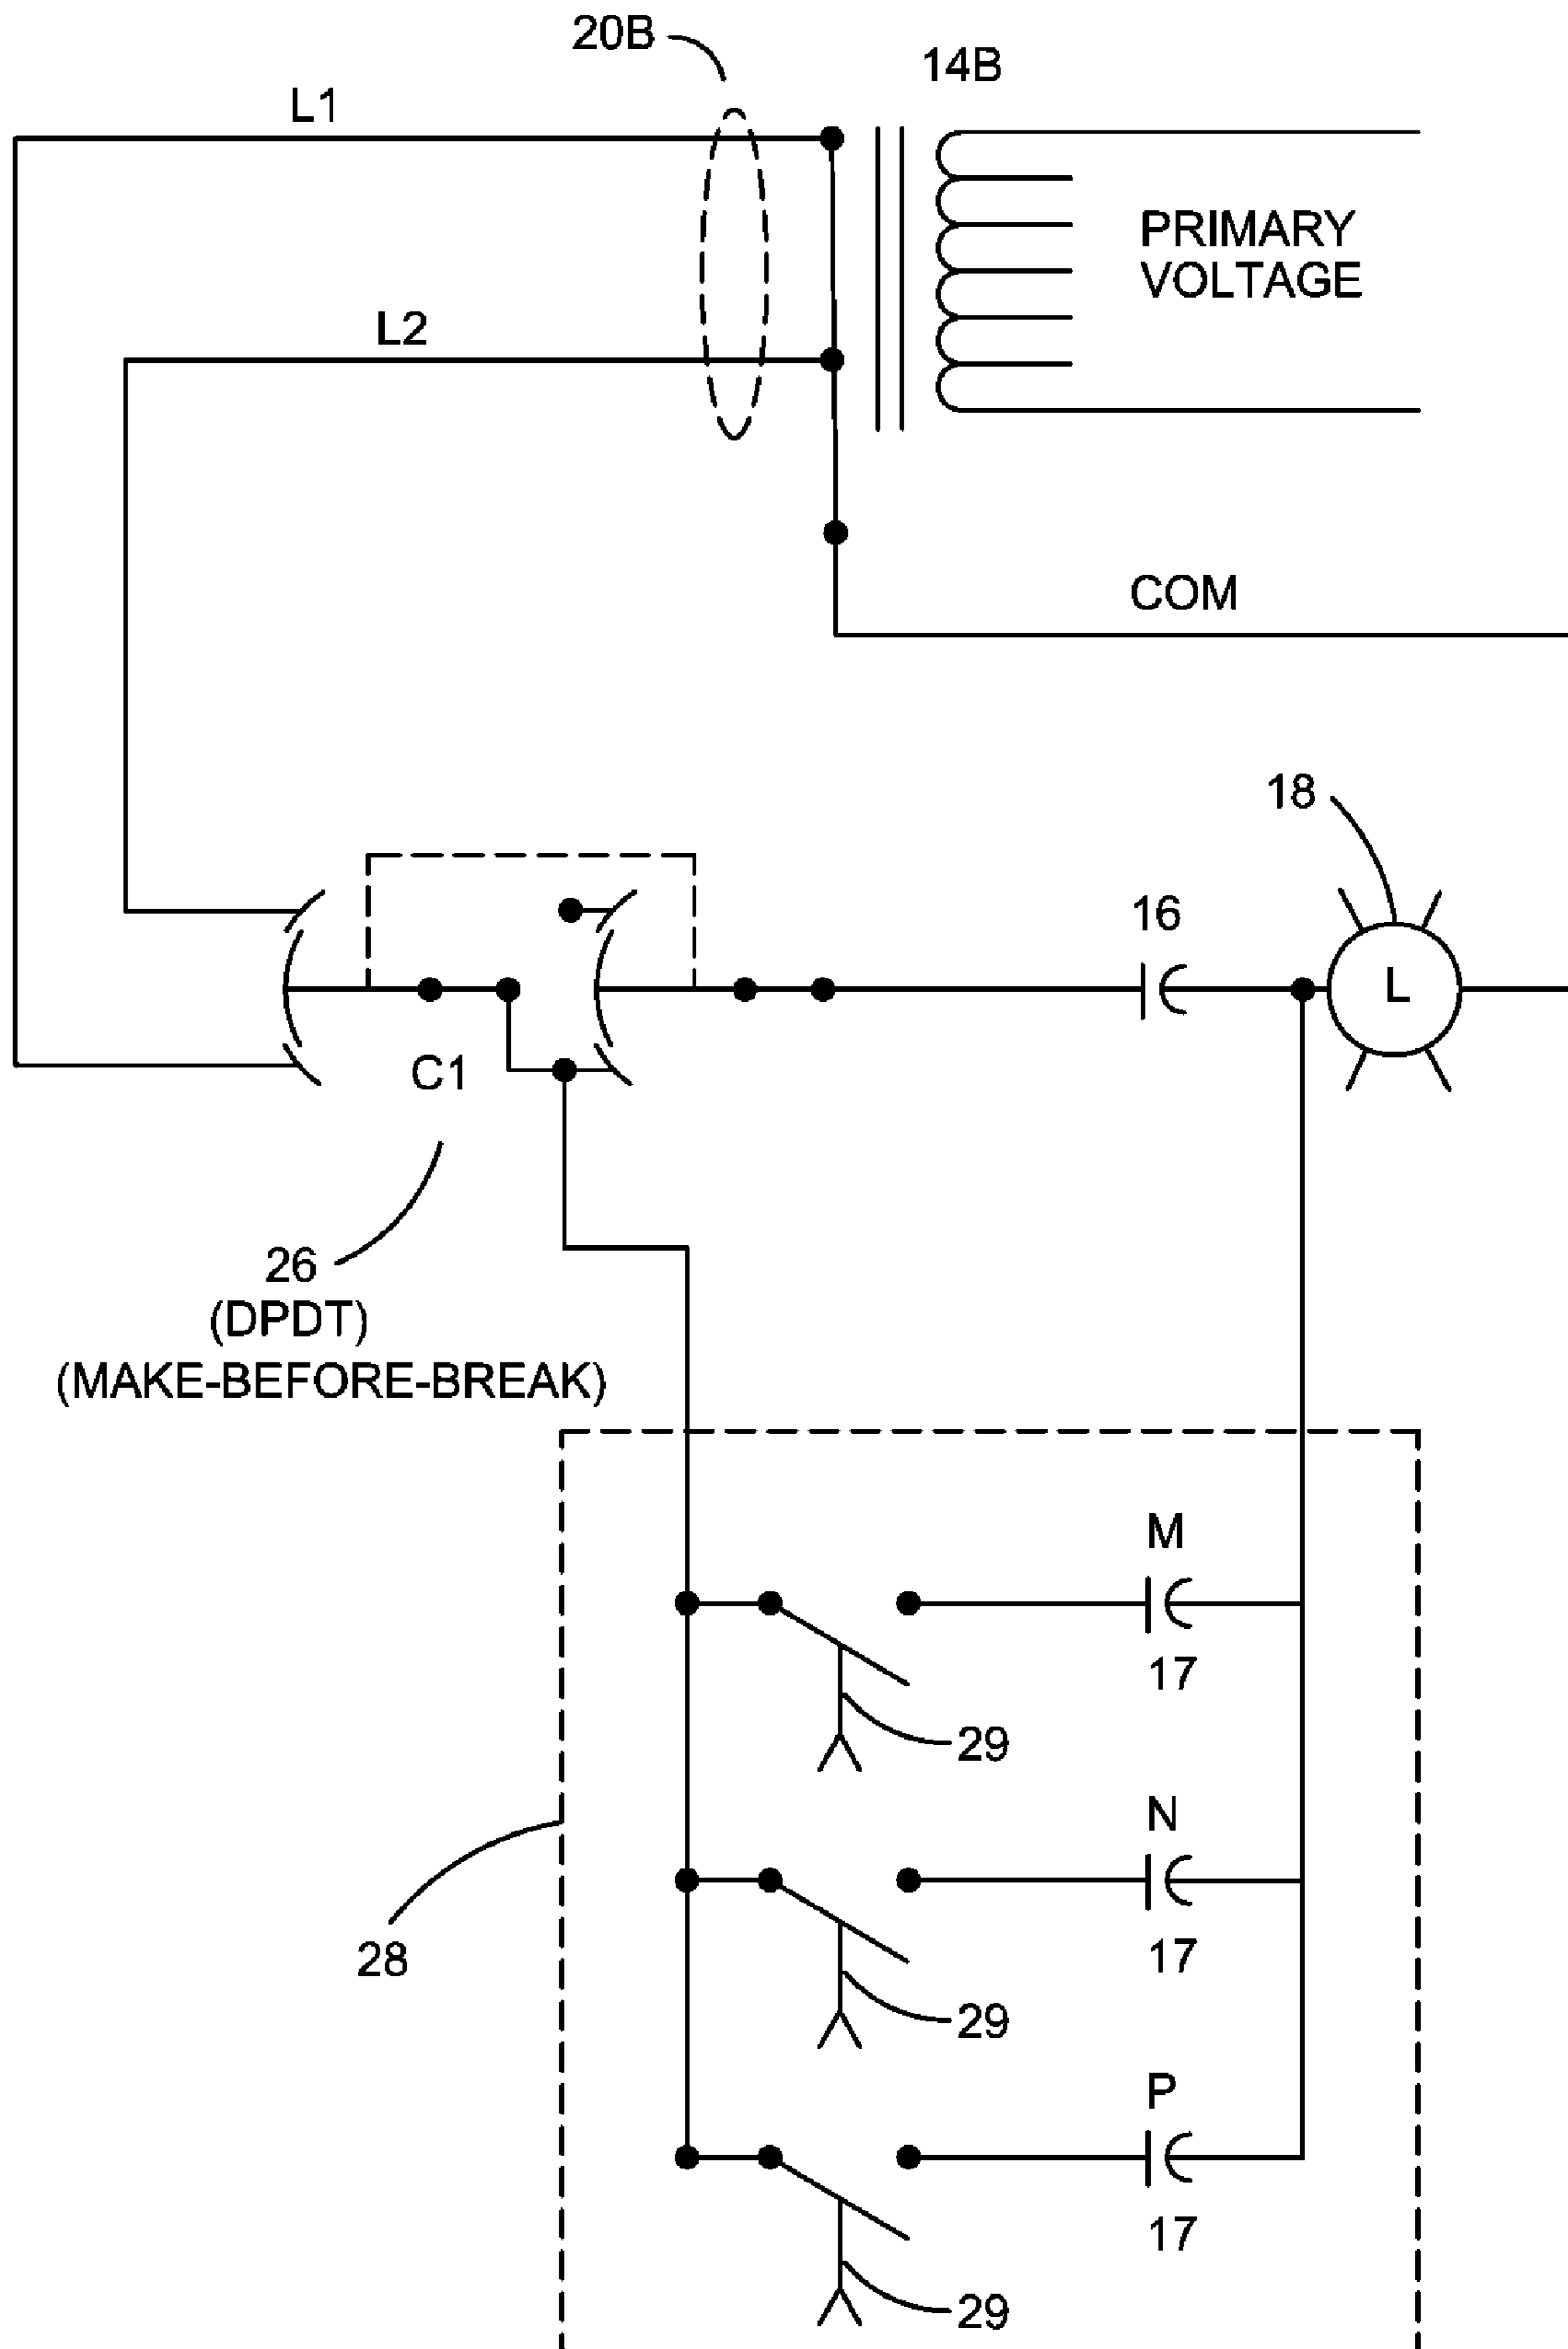 20B
14B
L1
PRIMARY
VOLTAGE
L2
COM
18
16
L
C1
26
(DPDT)
(MAKE-BEFORE-BREAK)
M
17
29
N
28
17
29
P
17
29